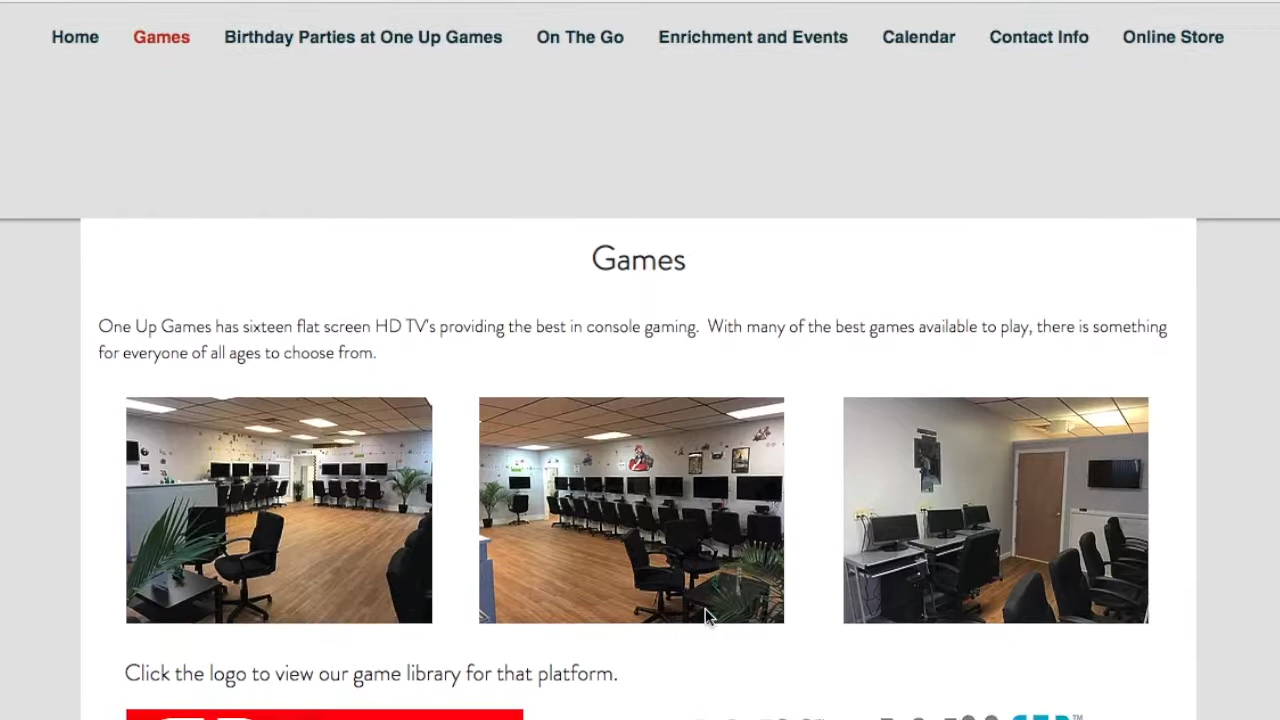 Home Games Birthday Parties at One Up Games On The Go Enrichment and Events Calendar Contact Info Online Store
Games
One Up Games has sixteen flat screen HD TV's providing the best in console gaming. With many of the best games available to play, there is something
for everyone of all ages to choose from.
Click the logo to view our game library for that platform.